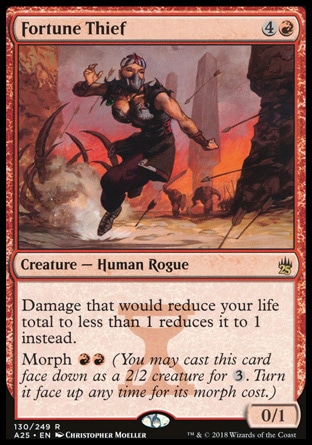 Fortune Thief 4
Creature — Human Rogue
Damage that would reduce your life
total to less than 1 reduces it to 1
instead.
Morph (You may cast this card
face down as a 2/2 creature for 3. Turn
it face up any time for its morph cost.)
0/1
130/249 R
A25 • EN Christopher Moeller
™ & © 2018 Wizards of the Coast